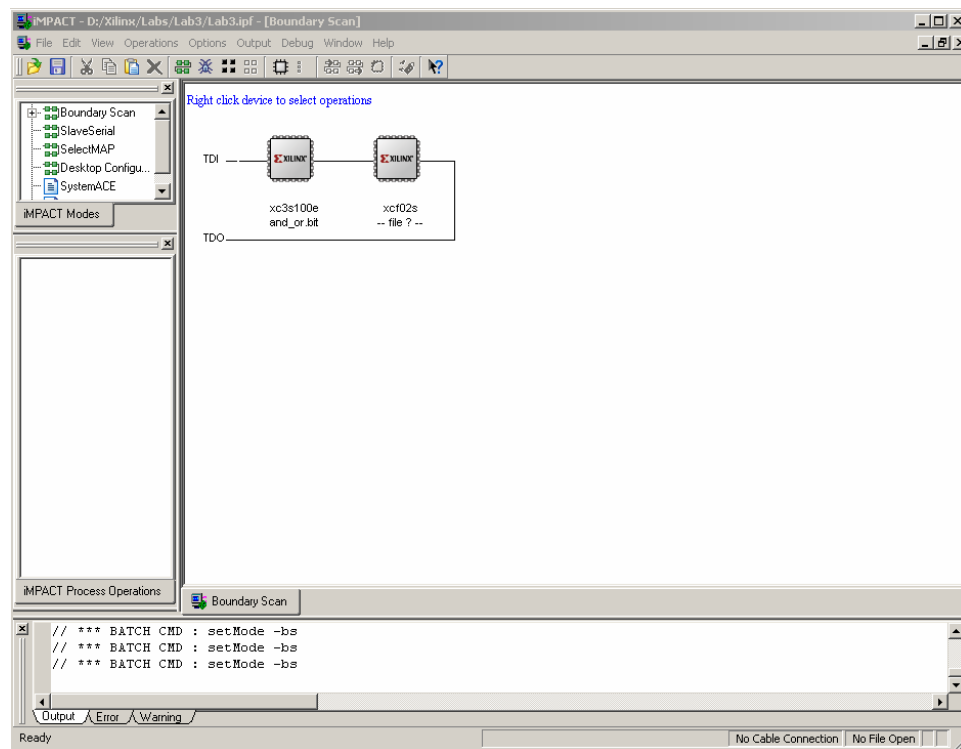 iMPACT - D:/Xilinx/Labs/Lab3/Lab3.ipf - [Boundary Scan]
File Edit View Operations Options Output Debug Window Help
Boundary Scan
SlaveSerial
SelectMAP
Desktop Configu...
SystemACE
iMPACT Modes
Right click device to select operations
TDI
XILINX XILINX
xc3s100e xcf02s
and_or.bit -- file ? --
TDO
iMPACT Process Operations
Boundary Scan
// *** BATCH CMD : setMode -bs
// *** BATCH CMD : setMode -bs
// *** BATCH CMD : setMode -bs
Output Error Warning
Ready No Cable Connection No File Open